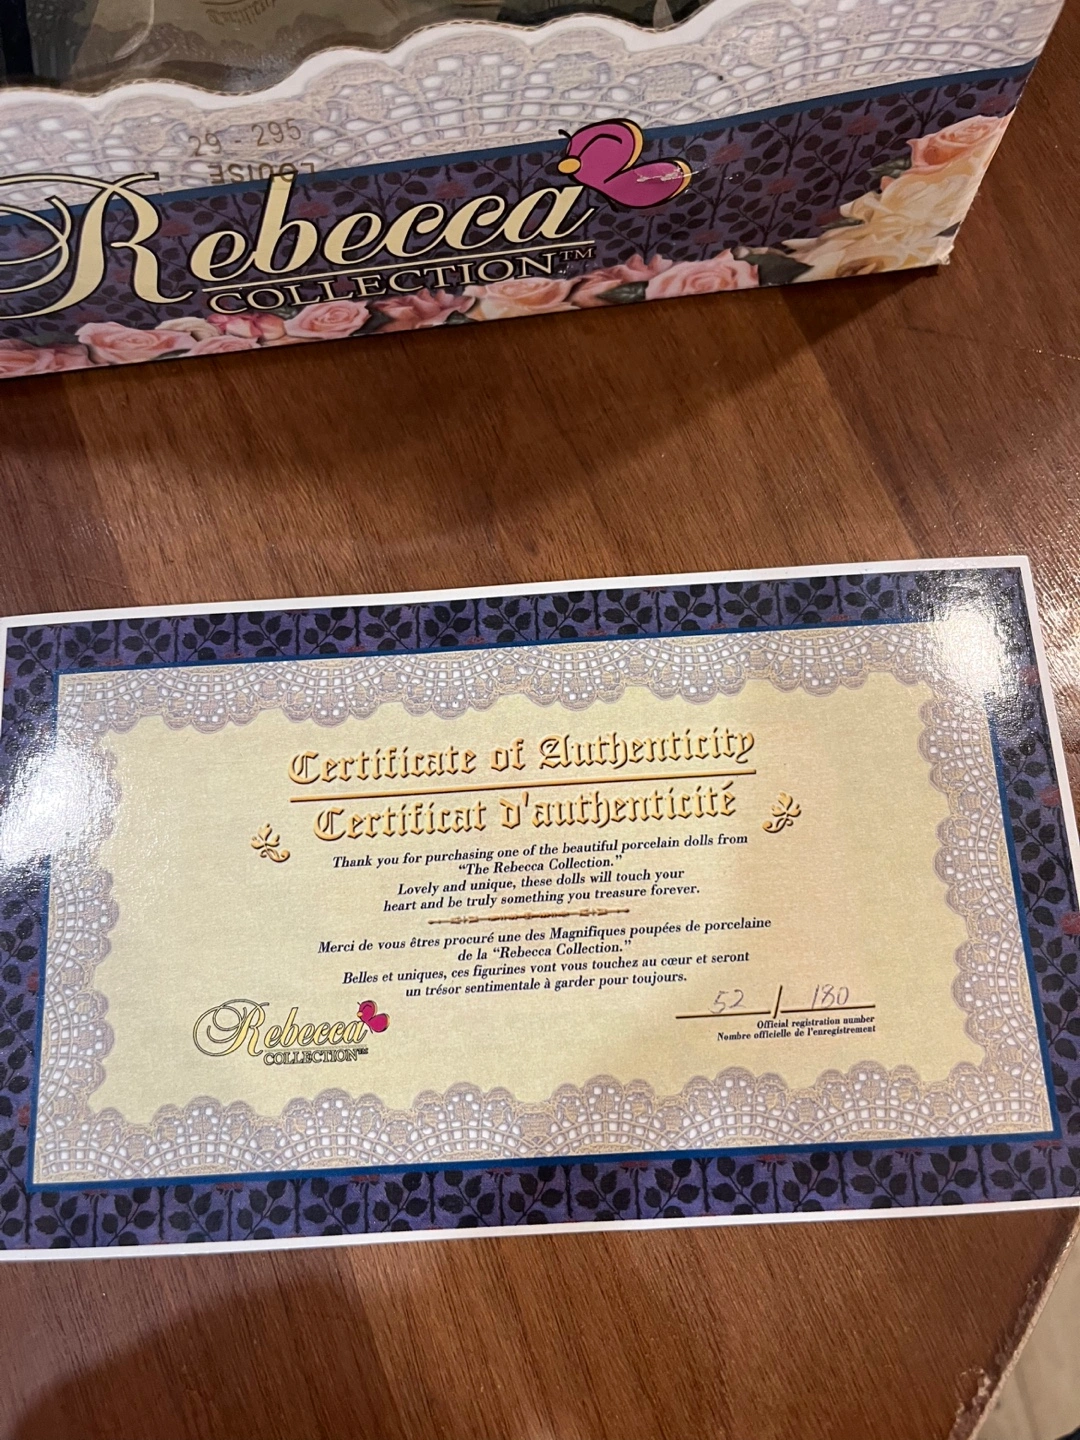 29-295
LOUISE
Rebecca
COLLECTION™
Certificate of Authenticity
Certificat d'authenticité
Thank you for purchasing one of the beautiful porcelain dolls from
"The Rebecca Collection."
Lovely and unique, these dolls will touch your
heart and be truly something you treasure forever.
Merci de vous êtres procuré une des Magnifiques poupées de porcelaine
de la "Rebecca Collection."
Belles et uniques, ces figurines vont vous touchez au cœur et seront
un trésor sentimentale à garder pour toujours.
52 / 180
Official registration number
Nombre officielle de l'enregistrement
Rebecca
COLLECTION™